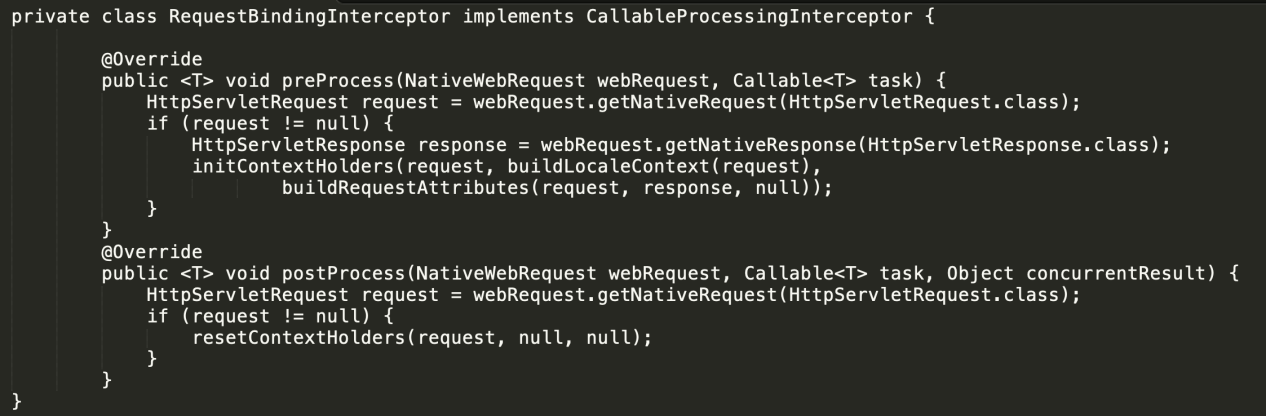 private class RequestBindingInterceptor implements CallableProcessingInterceptor {
@Override
public <T> void preProcess(NativeWebRequest webRequest, Callable<T> task) {
HttpServletRequest request = webRequest.getNativeRequest(HttpServletRequest.class);
if (request != null) {
HttpServletResponse response = webRequest.getNativeResponse(HttpServletResponse.class);
initContextHolders(request, buildLocaleContext(request),
buildRequestAttributes(request, response, null));
}
}
@Override
public <T> void postProcess(NativeWebRequest webRequest, Callable<T> task, Object concurrentResult) {
HttpServletRequest request = webRequest.getNativeRequest(HttpServletRequest.class);
if (request != null) {
resetContextHolders(request, null, null);
}
}
}